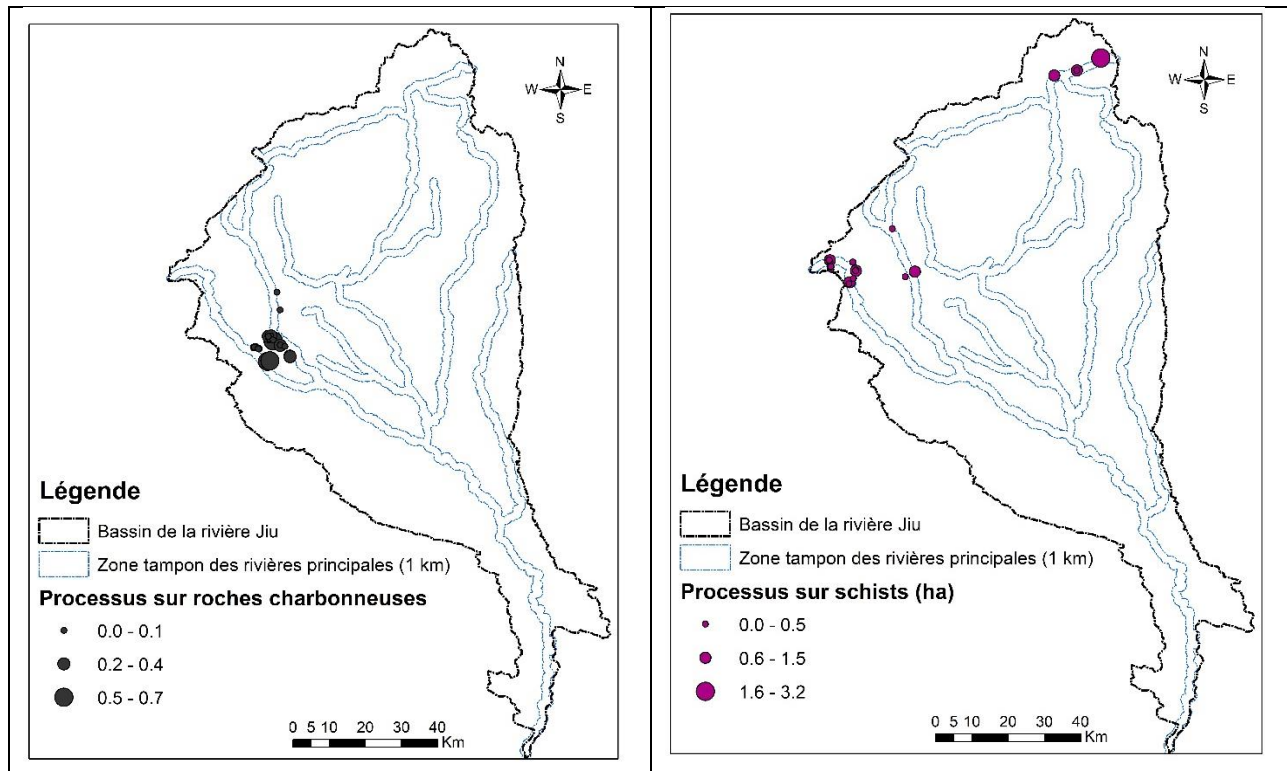 N
W E
S
Légende
Bassin de la rivière Jiu
Zone tampon des rivières principales (1 km)
Processus sur roches charbonneuses
0.0 - 0.1
0.2 - 0.4
0.5 - 0.7
0 5 10 20 30 40
Km
N
W E
S
Légende
Bassin de la rivière Jiu
Zone tampon des rivières principales (1 km)
Processus sur schists (ha)
0.0 - 0.5
0.6 - 1.5
1.6 - 3.2
0 5 10 20 30 40
Km